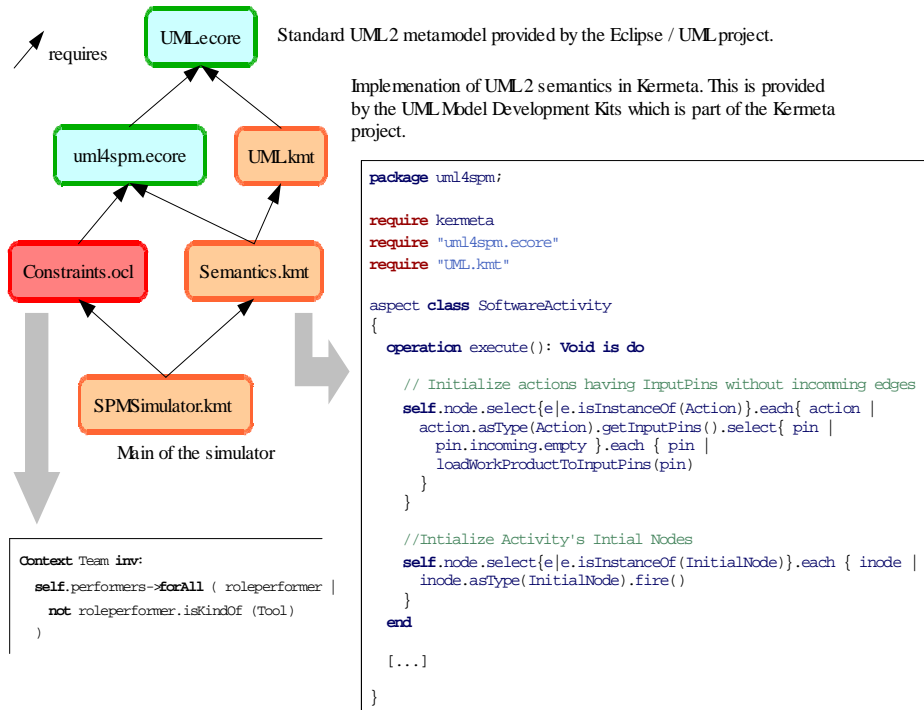 requires
UML.ecore
Standard UML2 metamodel provided by the Eclipse / UML project.
Implemenation of UML2 semantics in Kermeta. This is provided
by the UML Model Development Kits which is part of the Kermeta
project.
uml4spm.ecore
UML.kmt
Constraints.ocl
Semantics.kmt
SPMSimulator.kmt
Main of the simulator
Context Team inv:
self.performers->forAll ( roleperformer |
not roleperformer.isKindOf (Tool)
)
package uml4spm;
require kermeta
require "uml4spm.ecore"
require "UML.kmt"
aspect class SoftwareActivity
{
operation execute(): Void is do
// Initialize actions having InputPins without incomming edges
self.node.select{e|e.isInstanceOf(Action)}.each{ action |
action.asType(Action).getInputPins().select{ pin |
pin.incoming.empty }.each { pin |
loadWorkProductToInputPins(pin)
}
}
//Intialize Activity's Intial Nodes
self.node.select{e|e.isInstanceOf(InitialNode)}.each { inode |
inode.asType(InitialNode).fire()
}
end
[...]
}